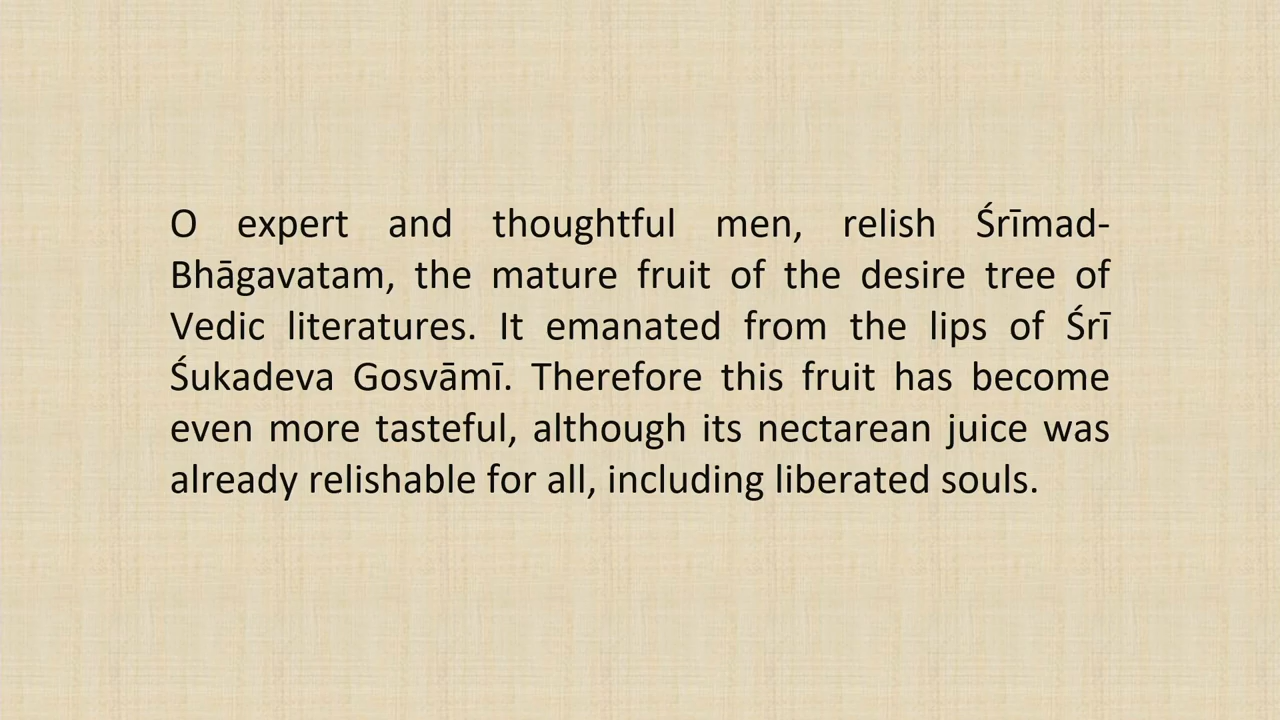 O expert and thoughtful men, relish Śrīmad-
Bhāgavatam, the mature fruit of the desire tree of
Vedic literatures. It emanated from the lips of Śrī
Śukadeva Gosvāmī. Therefore this fruit has become
even more tasteful, although its nectarean juice was
already relishable for all, including liberated souls.